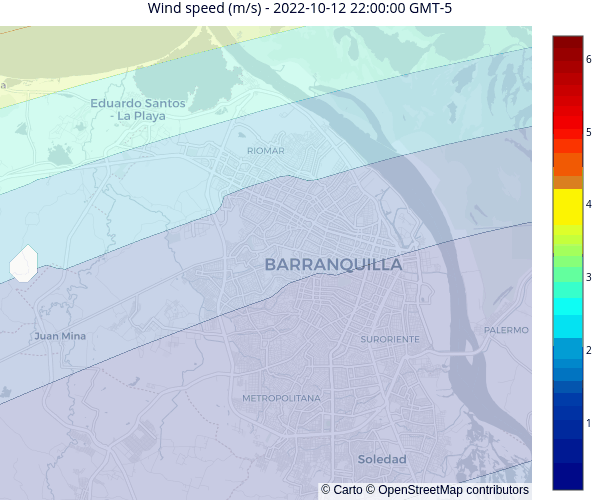 Wind speed (m/s) - 2022-10-12 22:00:00 GMT-5
a
Eduardo Santos
- La Playa
RIOMAR
BARRANQUILLA
Juan Mina
SURORIENTE
PALERMO
METROPOLITANA
Soledad
© Carto © OpenStreetMap contributors
6
5
4
3
2
1